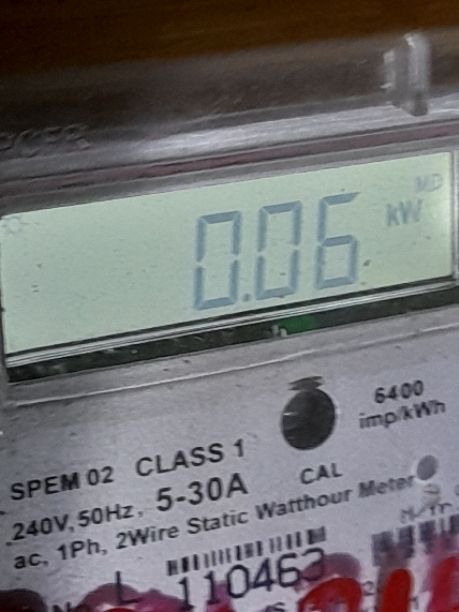 MD
0.06 kW
6400
imp/kWh
SPEM 02 CLASS 1
240V, 50Hz, 5-30A CAL
ac, 1Ph, 2Wire Static Watthour Meter
L 110463